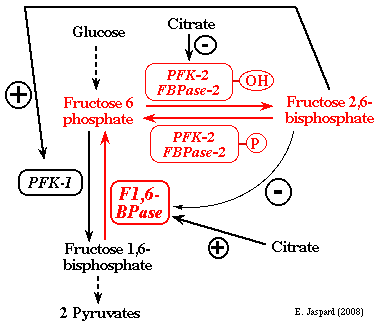 Citrate
Glucose
-
PFK-2
FBPase-2
OH
+
Fructose 6
phosphate
Fructose 2,6-
bisphosphate
PFK-2
FBPase-2
P
PFK-1
F1,6-
BPase
-
Fructose 1,6-
bisphosphate
+
Citrate
2 Pyruvates
E. Jaspard (2008)